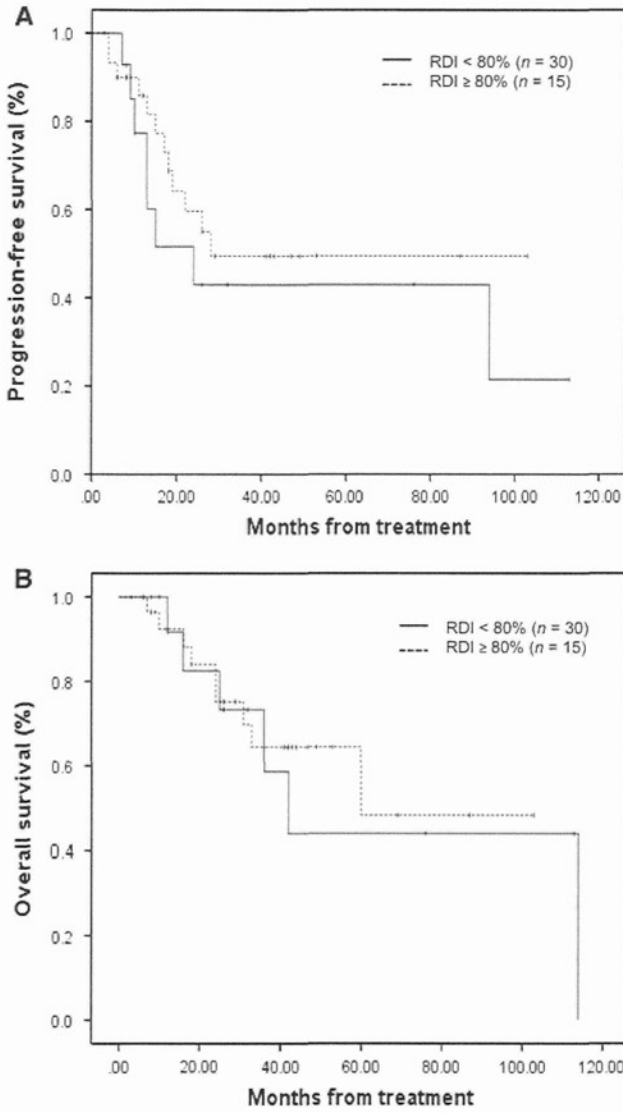 A
Progression-free survival (%)
1.0
0.8
0.6
0.4
0.2
0.0
RDI < 80% (n = 30)
RDI ≥ 80% (n = 15)
.00 20.00 40.00 60.00 80.00 100.00 120.00
Months from treatment
B
Overall survival (%)
1.0
0.8
0.6
0.4
0.2
0.0
RDI < 80% (n = 30)
RDI ≥ 80% (n = 15)
.00 20.00 40.00 60.00 80.00 100.00 120.00
Months from treatment